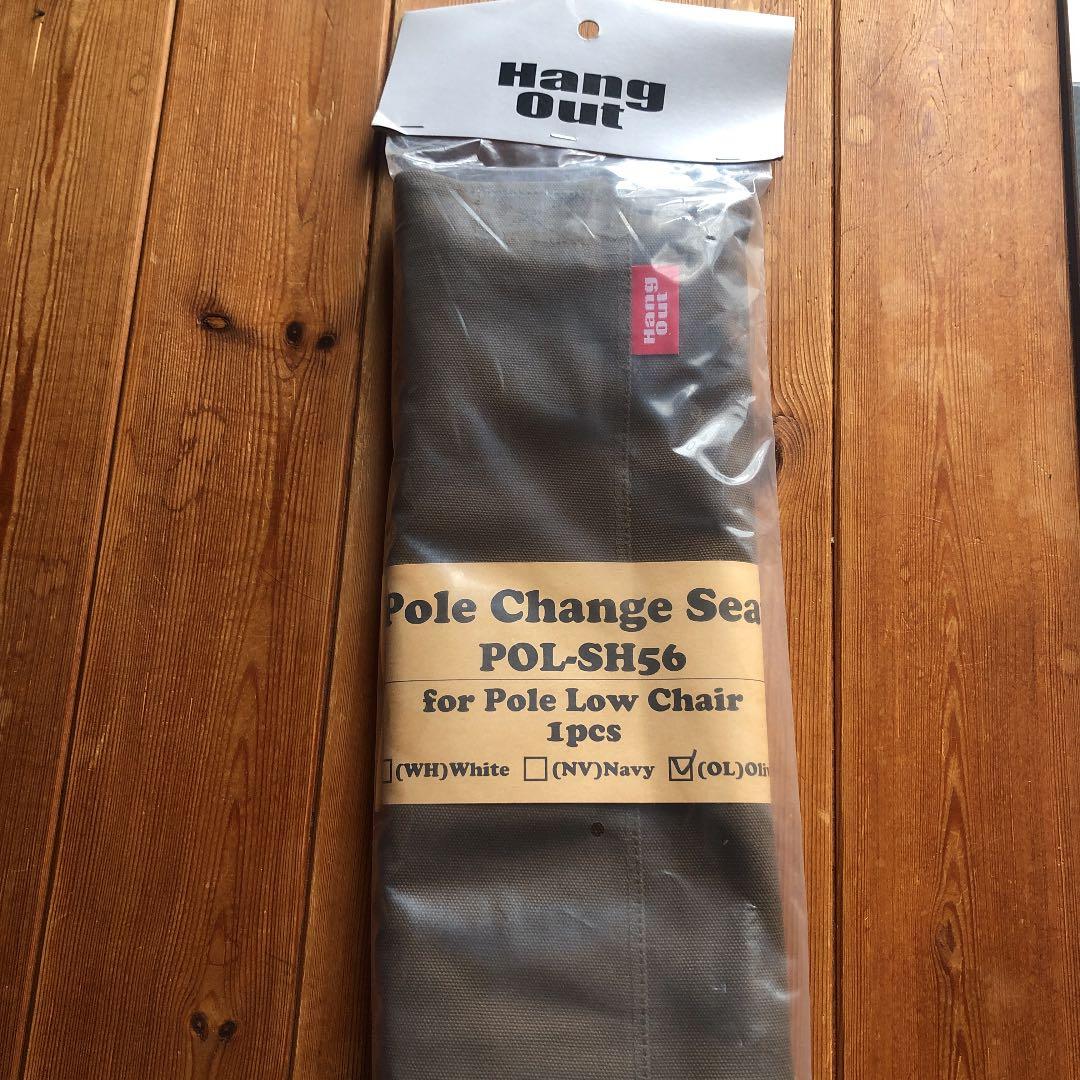 Hang
Out
Hang
Out
Pole Change Sea
POL-SH56
for Pole Low Chair
1pcs
(WH)White (NV)Navy (OL)Oliv